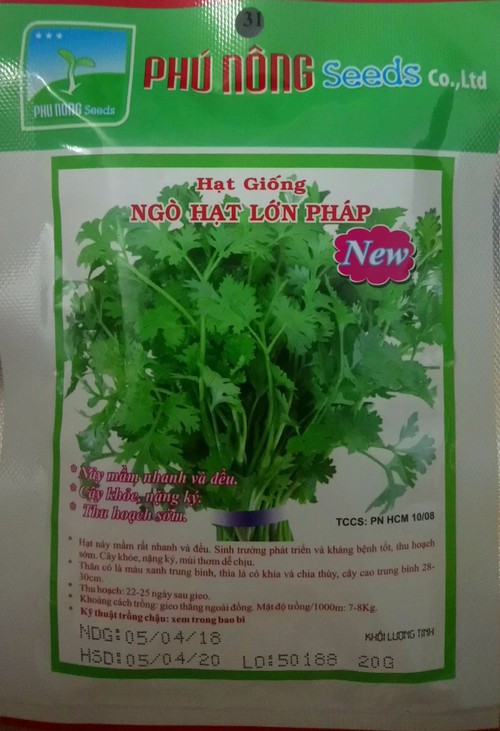 31
PHÚ NÔNG Seeds Co.,Ltd
PHÚ NÔNG Seeds
Hạt Giống
NGÒ HẠT LỚN PHÁP
New
* Nảy mầm nhanh và đều.
* Cây khỏe, nặng ký.
* Thu hoạch sớm.
TCCS: PN HCM 10/08
* Hạt nảy mầm rất nhanh và đều. Sinh trưởng phát triển và kháng bệnh tốt, thu hoạch
sớm. Cây khỏe, nặng ký, mùi thơm dễ chịu.
* Thân có là màu xanh trung bình, thìa là có khía và chia thùy, cây cao trung bình 28-
30cm.
* Thu hoạch: 22-25 ngày sau gieo.
* Khoảng cách trồng: gieo thẳng ngoài đồng. Mật độ trồng/1000m: 7-8Kg.
* Kỹ thuật trồng chậu: xem trong bao bì
NDG:05/04/18
KHỐI LƯỢNG TỊNH
HSD:05/04/20 LO:50188 20G